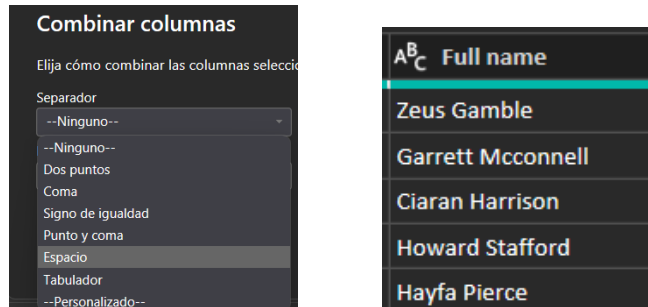 Combinar columnas
Elija cómo combinar las columnas
Separador
--Ninguno--
--Ninguno--
Dos puntos
Coma
Signo de igualdad
Punto y coma
Espacio
Tabulador
--Personalizado--
ABC Full name
Zeus Gamble
Garrett Mcconnell
Ciaran Harrison
Howard Stafford
Hayfa Pierce